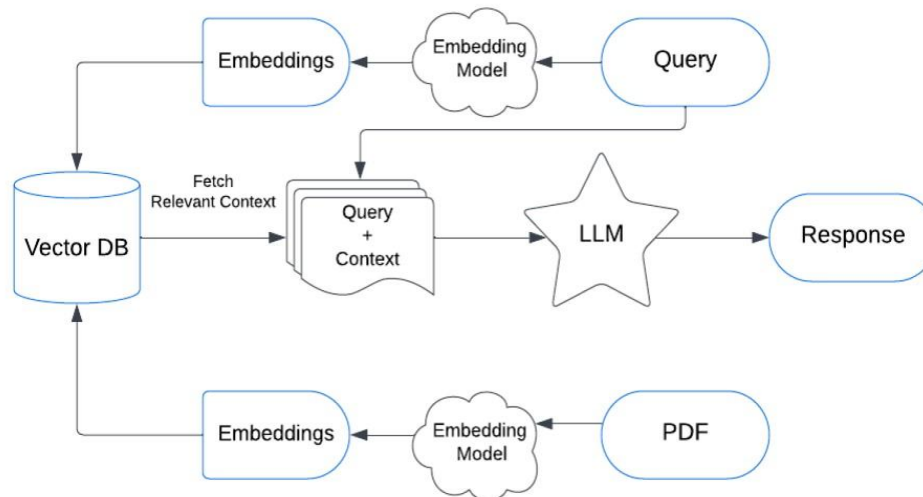 Embeddings
Embedding
Model
Query
Fetch
Relevant Context
Vector DB
Query
+
Context
LLM
Response
Embeddings
Embedding
Model
PDF